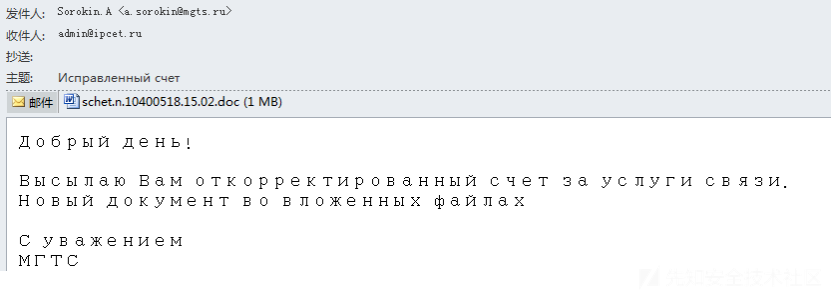 发件人: Sorokin.A <a.sorokin@mgts.ru>
收件人: admin@ipcet.ru
抄送:
主题: Исправленный счет
邮件 schet.n.10400518.15.02.doc (1 MB)
Добрый день!
Высылаю Вам откорректированный счет за услуги связи.
Новый документ во вложенных файлах
С уважением
МГТС
先知安全技术社区